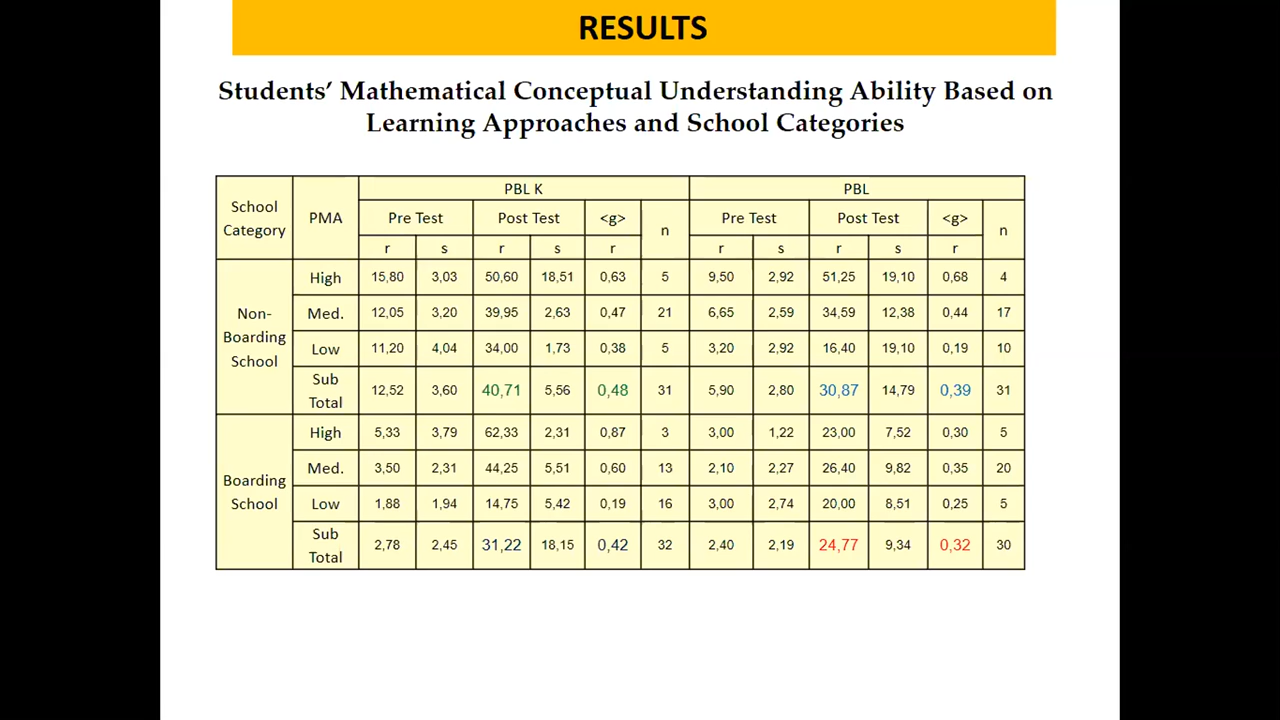 RESULTS
Students’ Mathematical Conceptual Understanding Ability Based on
Learning Approaches and School Categories
School Category PMA PBL K PBL
Pre Test Post Test <g> n Pre Test Post Test <g> n
r s r s r r s r s r
Non-Boarding School
High 15,80 3,03 50,60 18,51 0,63 5 9,50 2,92 51,25 19,10 0,68 4
Med. 12,05 3,20 39,95 2,63 0,47 21 6,65 2,59 34,59 12,38 0,44 17
Low 11,20 4,04 34,00 1,73 0,38 5 3,20 2,92 16,40 19,10 0,19 10
Sub Total 12,52 3,60 40,71 5,56 0,48 31 5,90 2,80 30,87 14,79 0,39 31
Boarding School
High 5,33 3,79 62,33 2,31 0,87 3 3,00 1,22 23,00 7,52 0,30 5
Med. 3,50 2,31 44,25 5,51 0,60 13 2,10 2,27 26,40 9,82 0,35 20
Low 1,88 1,94 14,75 5,42 0,19 16 3,00 2,74 20,00 8,51 0,25 5
Sub Total 2,78 2,45 31,22 18,15 0,42 32 2,40 2,19 24,77 9,34 0,32 30